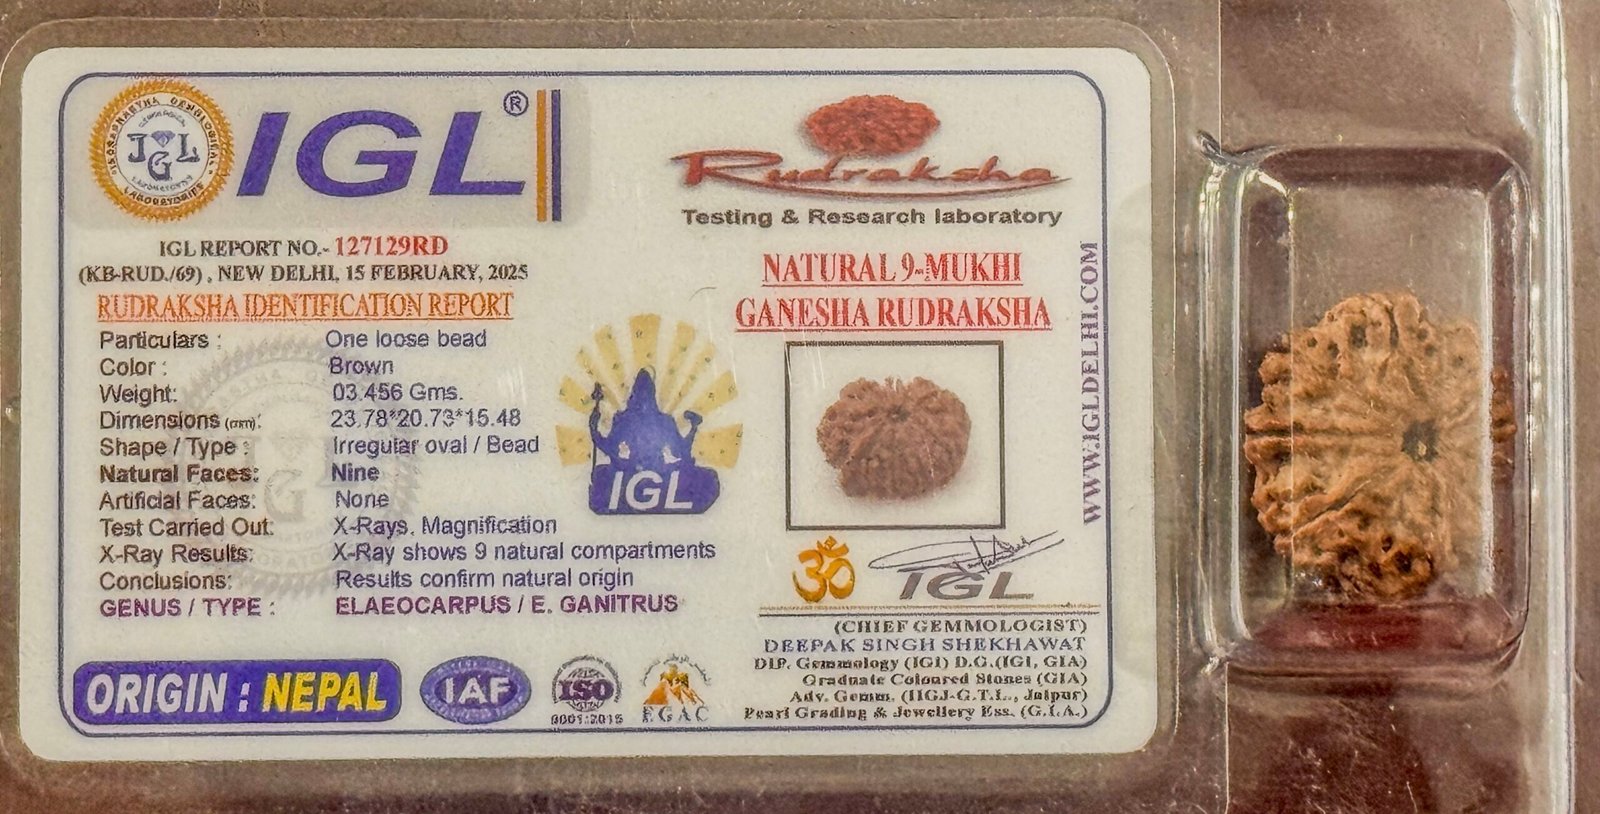 IGL®
IGL REPORT NO.- 127129RD
(KB-RUD./69) , NEW DELHI, 15 FEBRUARY, 2025
RUDRAKSHA IDENTIFICATION REPORT
Particulars : One loose bead
Color : Brown
Weight: 03.456 Gms.
Dimensions (mm): 23.78*20.73*15.48
Shape / Type : Irregular oval / Bead
Natural Faces: Nine
Artificial Faces: None
Test Carried Out: X-Rays, Magnification
X-Ray Results: X-Ray shows 9 natural compartments
Conclusions: Results confirm natural origin
GENUS / TYPE : ELAEOCARPUS / E. GANITRUS
ORIGIN : NEPAL
IAF
ISO
9001:2015
EGAC
IGL
Rudraksha
Testing & Research laboratory
NATURAL 9-MUKHI
GANESHA RUDRAKSHA
WWW.IGLDELHI.COM
ॐ
IGL
(CHIEF GEMMOLOGIST)
DEEPAK SINGH SHEKHAWAT
DIP. Gemmology (IGI) D.G.(IGI, GIA)
Graduate Coloured Stones (GIA)
Adv. Gemm. (IIGJ-G.T.L., Jaipur)
Pearl Grading & Jewellery Ess. (G.I.A.)